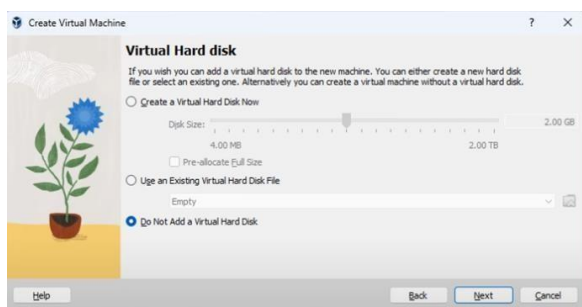 Create Virtual Machine
Virtual Hard disk
If you wish you can add a virtual hard disk to the new machine. You can either create a new hard disk
file or select an existing one. Alternatively you can create a virtual machine without a virtual hard disk.
Create a Virtual Hard Disk Now
Disk Size:
2.00 GB
4.00 MB
2.00 TB
Pre-allocate Full Size
Use an Existing Virtual Hard Disk File
Empty
Do Not Add a Virtual Hard Disk
Help
Back
Next
Cancel